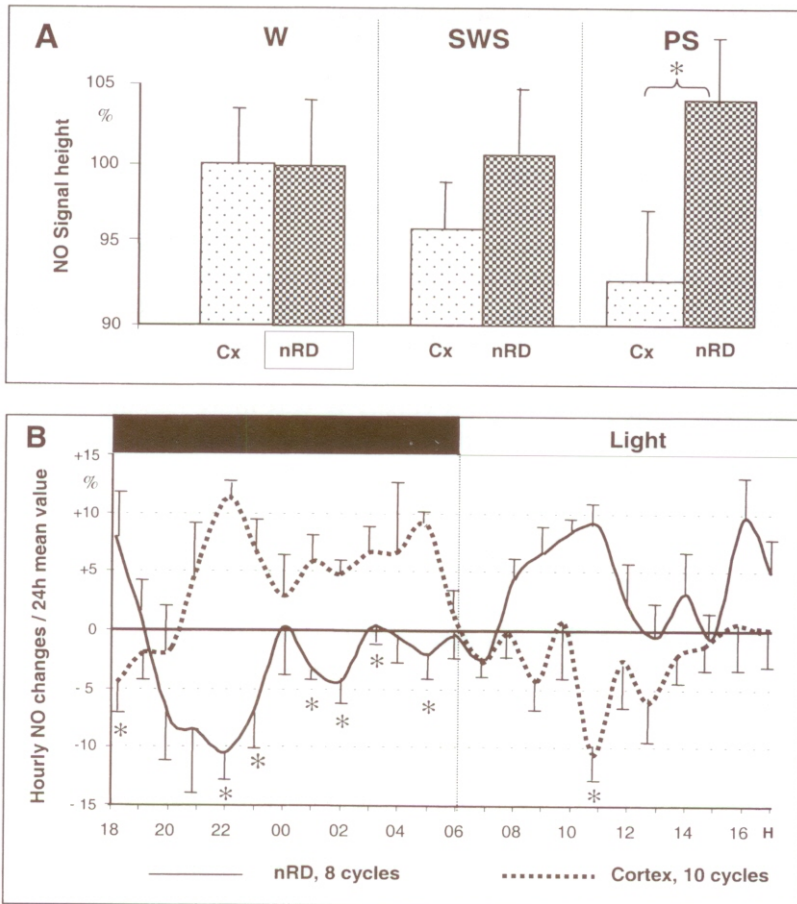 A W SWS PS
*
105
%
100
95
90
NO Signal height
Cx nRD Cx nRD Cx nRD
B Light
+15
%
+10
+5
0
- 5
- 10
- 15
Hourly NO changes / 24h mean value
* * * * * * * *
18 20 22 00 02 04 06 08 10 12 14 16 H
nRD, 8 cycles Cortex, 10 cycles